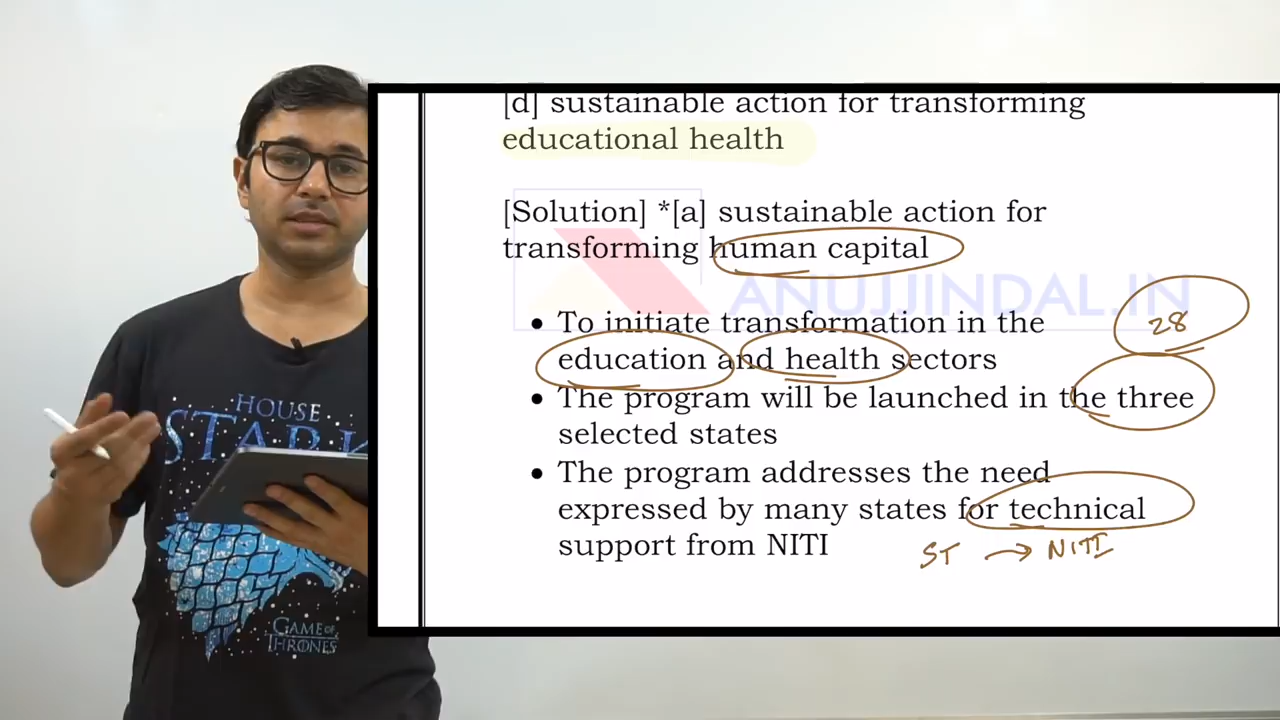 [d] sustainable action for transforming
educational health
[Solution] *[a] sustainable action for
transforming human capital
ANUJJINDAL.IN
• To initiate transformation in the
28
education and health sectors
• The program will be launched in the three
selected states
• The program addresses the need
expressed by many states for technical
support from NITI
ST → NITI
HOUSE
STARK
GAME OF
THRONES